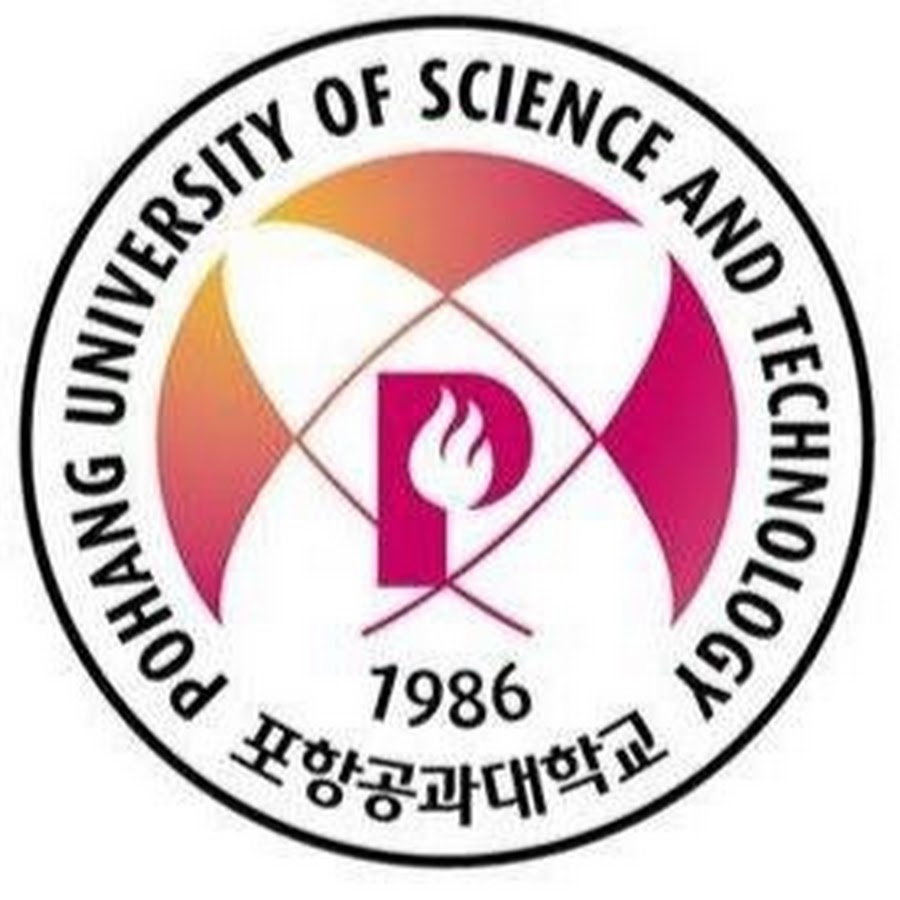 POHANG UNIVERSITY OF SCIENCE AND TECHNOLOGY
P
1986
포항공과대학교